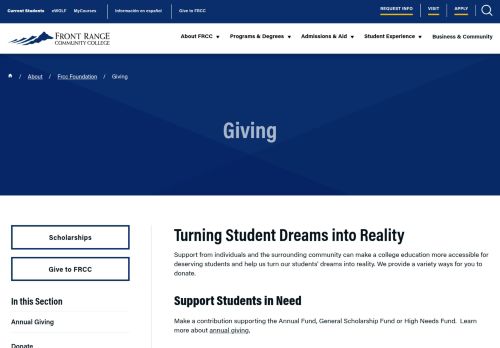 Current Students eWOLF MyCourses Información en español Give to FRCC REQUEST INFO VISIT APPLY
FRONT RANGE
COMMUNITY COLLEGE
About FRCC Programs & Degrees Admissions & Aid Student Experience Business & Community
/ About / Frcc Foundation / Giving
Giving
Scholarships
Give to FRCC
In this Section
Annual Giving
Donate
Turning Student Dreams into Reality
Support from individuals and the surrounding community can make a college education more accessible for
deserving students and help us turn our students' dreams into reality. We provide a variety ways for you to
donate.
Support Students in Need
Make a contribution supporting the Annual Fund, General Scholarship Fund or High Needs Fund. Learn
more about annual giving.